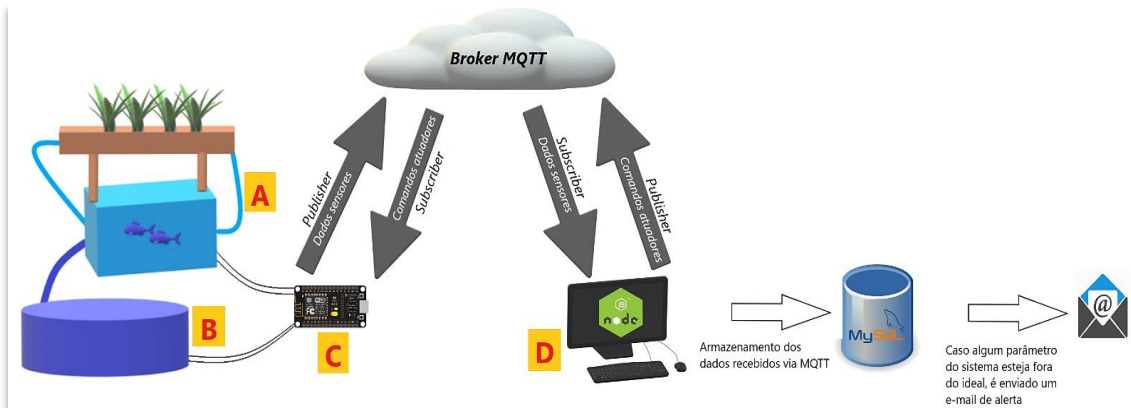 Broker MQTT
A
Publisher
Dados sensores
Comandos atuadores
Subscriber
Subscriber
Dados sensores
Publisher
Comandos atuadores
B
C
D
JS
node
Armazenamento dos
dados recebidos via MQTT
MySQL
@
Caso algum parâmetro
do sistema esteja fora
do ideal, é enviado um
e-mail de alerta